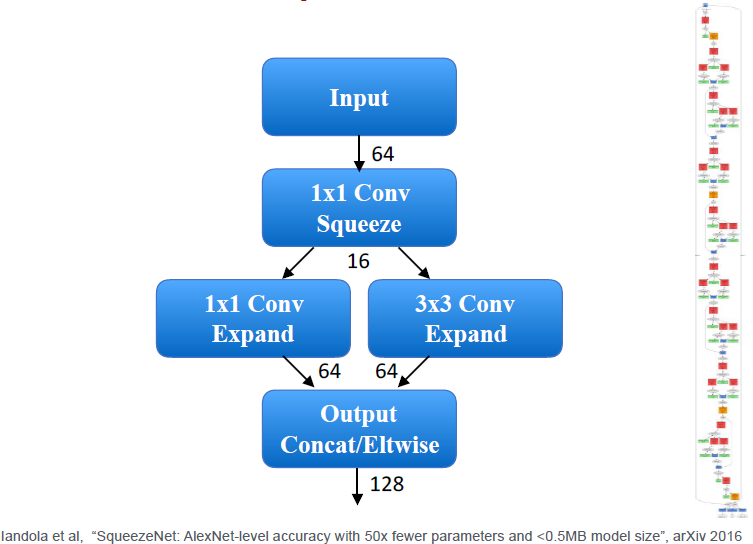 Input
64
1x1 Conv
Squeeze
16
1x1 Conv
Expand
3x3 Conv
Expand
64
64
Output
Concat/Eltwise
128
Iandola et al, “SqueezeNet: AlexNet-level accuracy with 50x fewer parameters and <0.5MB model size”, arXiv 2016